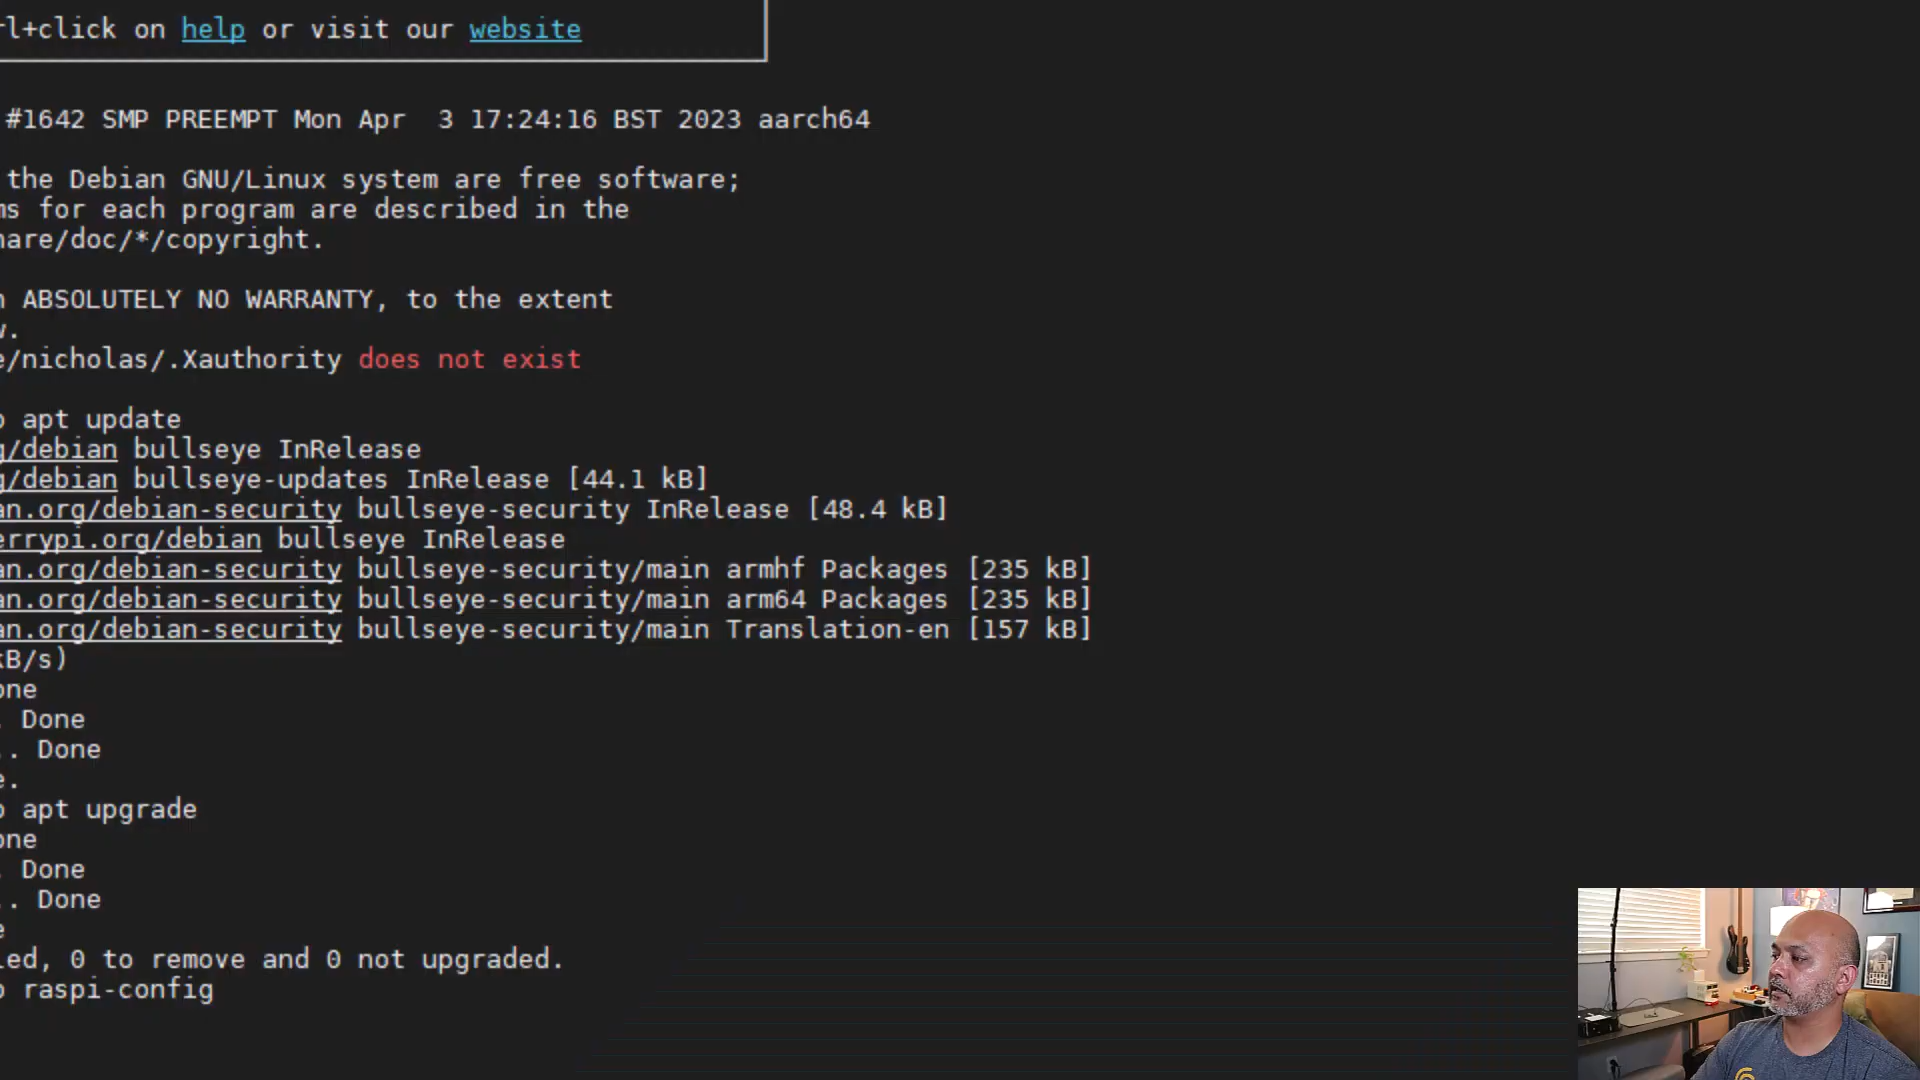 rl+click on help or visit our website
#1642 SMP PREEMPT Mon Apr  3 17:24:16 BST 2023 aarch64
the Debian GNU/Linux system are free software;
ms for each program are described in the
hare/doc/*/copyright.
ABSOLUTELY NO WARRANTY, to the extent
w.
e/nicholas/.Xauthority does not exist
o apt update
g/debian bullseye InRelease
g/debian bullseye-updates InRelease [44.1 kB]
an.org/debian-security bullseye-security InRelease [48.4 kB]
errypi.org/debian bullseye InRelease
an.org/debian-security bullseye-security/main armhf Packages [235 kB]
an.org/debian-security bullseye-security/main arm64 Packages [235 kB]
an.org/debian-security bullseye-security/main Translation-en [157 kB]
kB/s)
one
. Done
.. Done
e.
o apt upgrade
one
. Done
.. Done
e
led, 0 to remove and 0 not upgraded.
o raspi-config